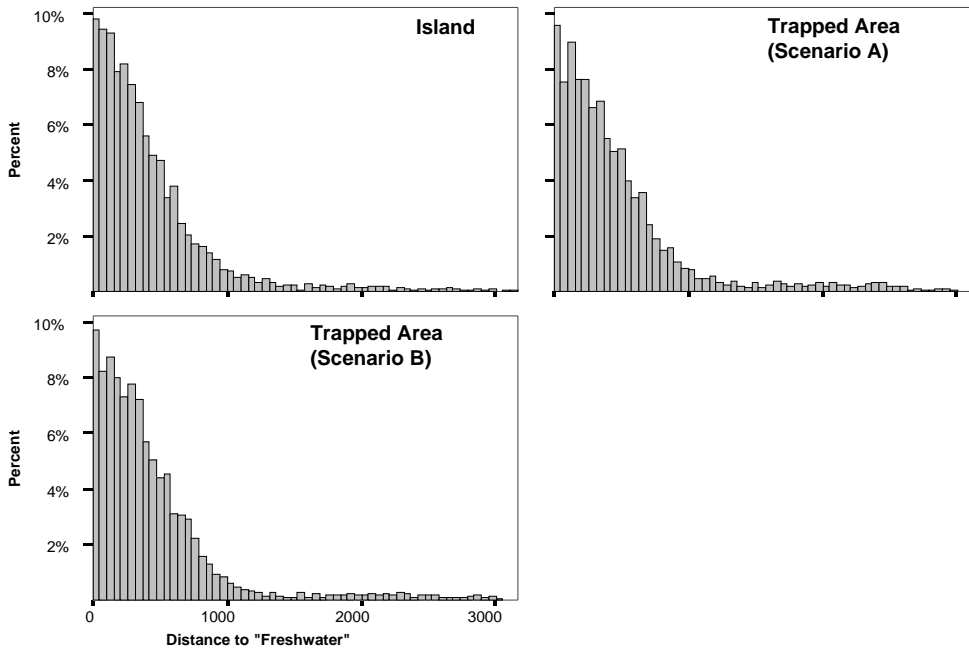 10%
8%
6%
4%
2%
Percent
Island
Trapped Area
(Scenario A)
10%
8%
6%
4%
2%
Percent
Trapped Area
(Scenario B)
0
1000
2000
3000
Distance to "Freshwater"